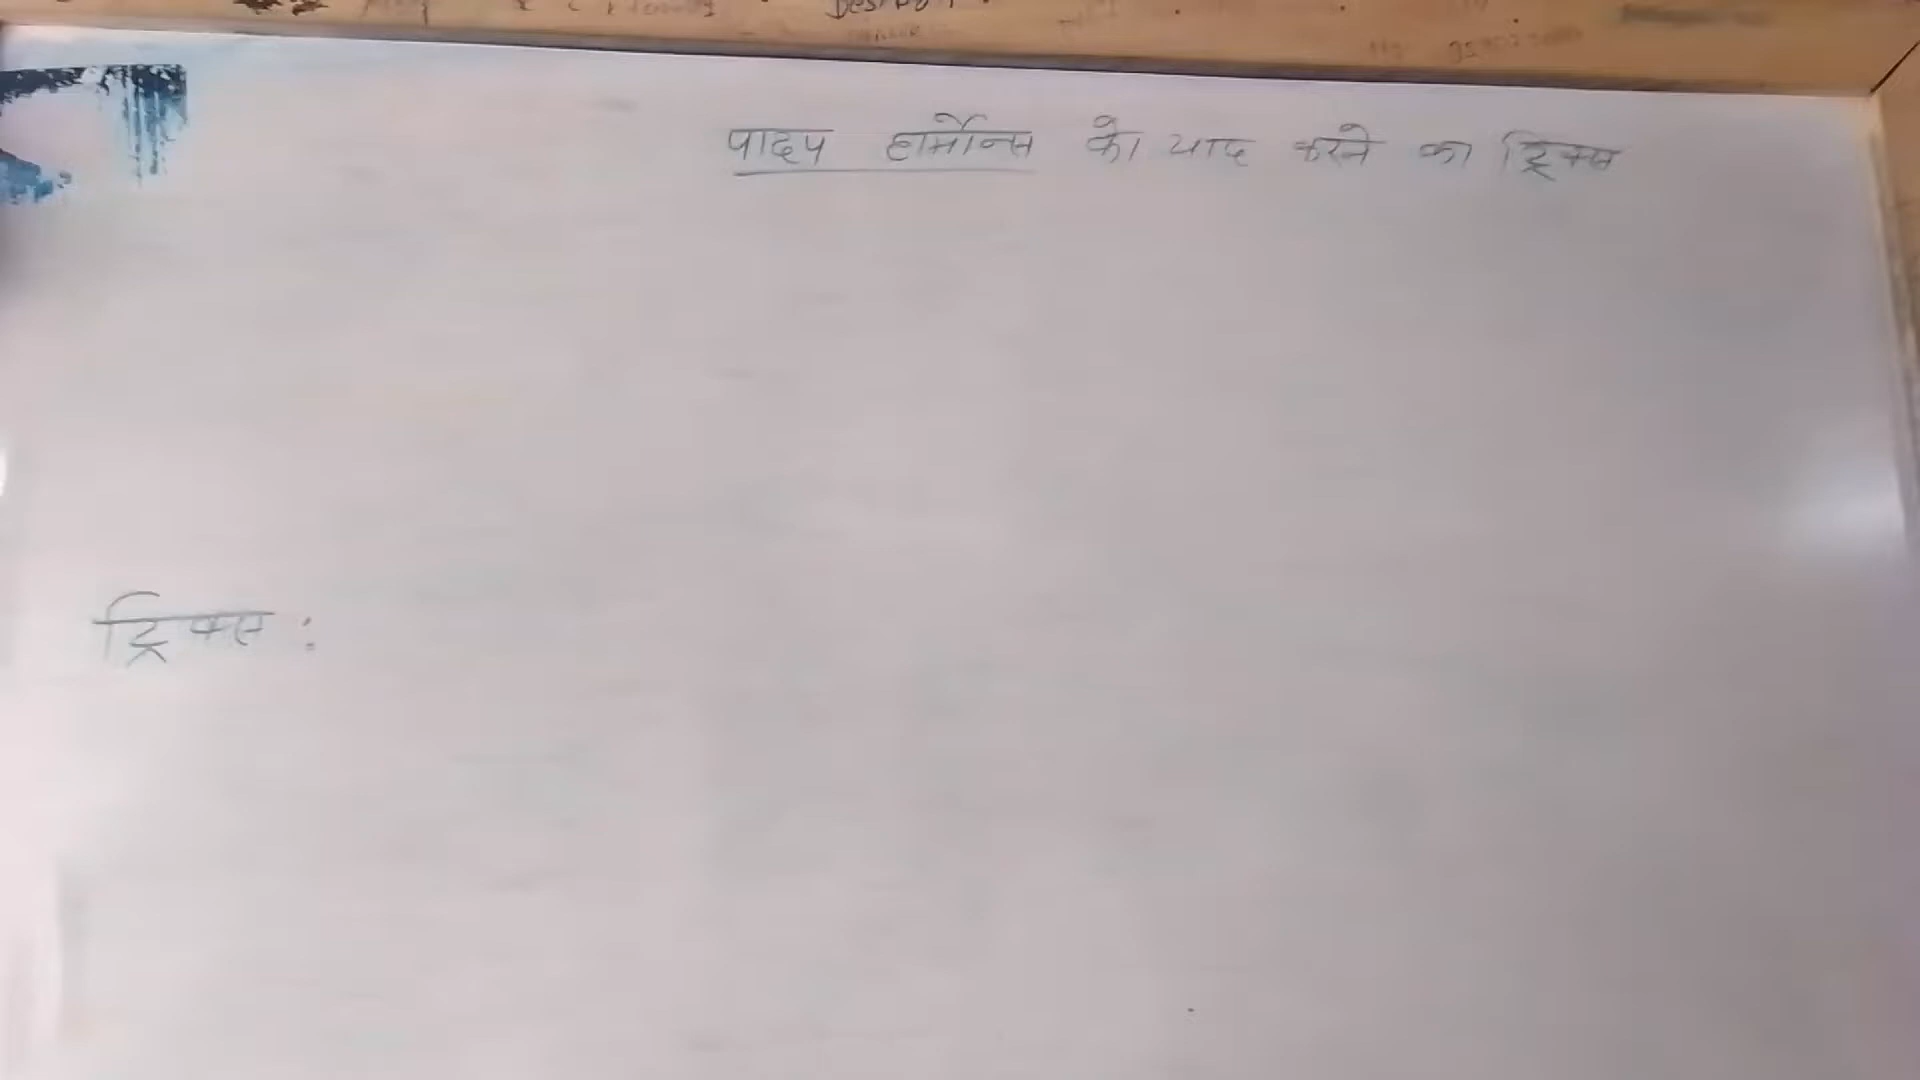 पादप हार्मोन्स को याद करने का ट्रिक्स
ट्रिक्स :